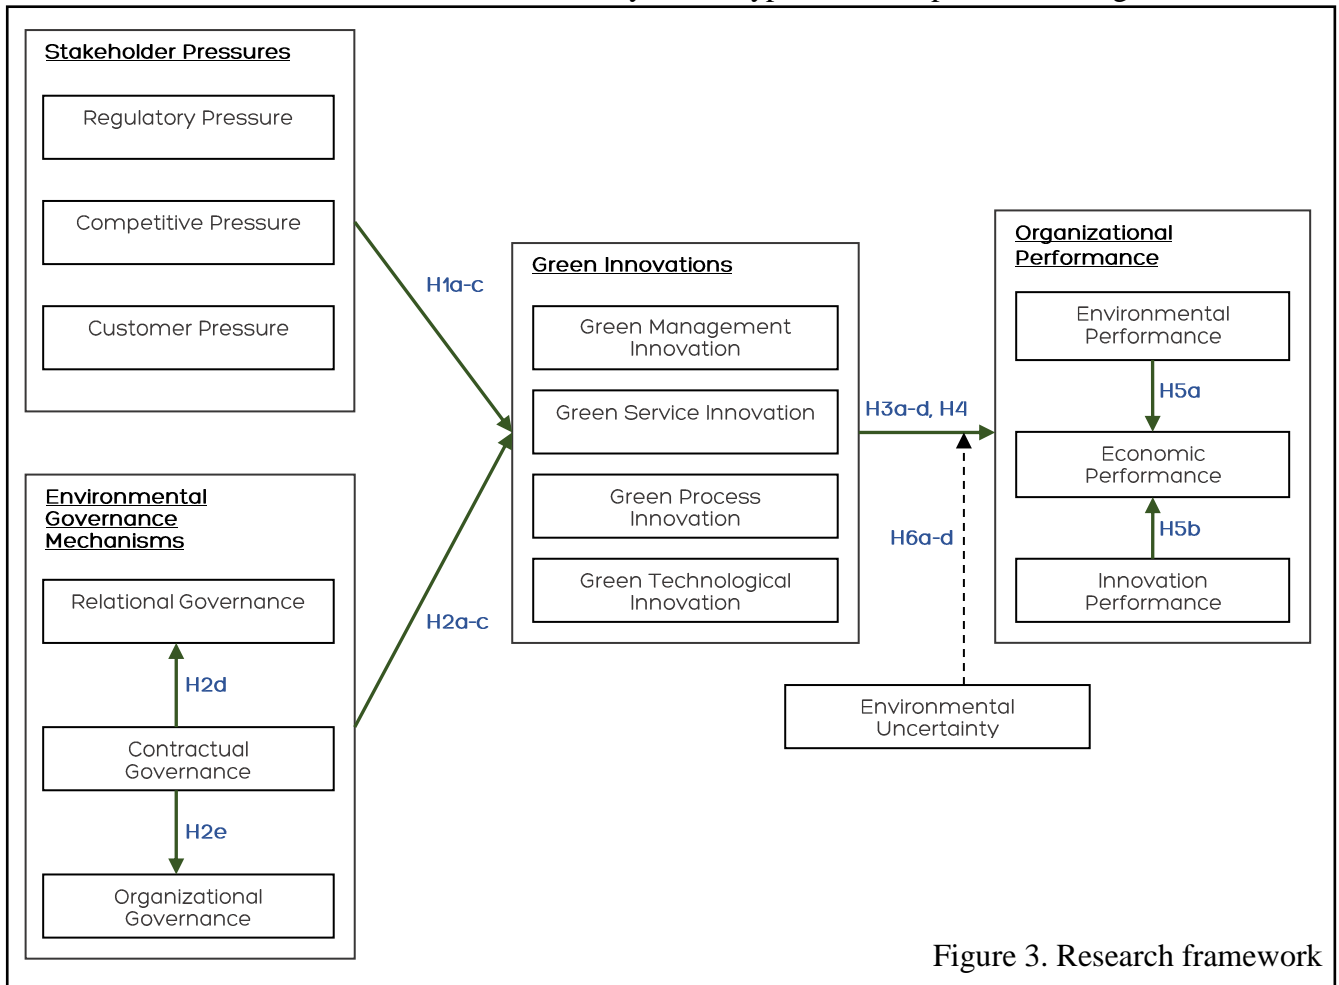 Stakeholder Pressures
Regulatory Pressure
Competitive Pressure
Customer Pressure
H1a-c
Environmental
Governance
Mechanisms
Relational Governance
H2d
Contractual
Governance
H2e
Organizational
Governance
H2a-c
Green Innovations
Green Management
Innovation
Green Service Innovation
Green Process
Innovation
Green Technological
Innovation
H3a-d, H4
H6a-d
Environmental
Uncertainty
Organizational
Performance
Environmental
Performance
H5a
Economic
Performance
H5b
Innovation
Performance
Figure 3. Research framework